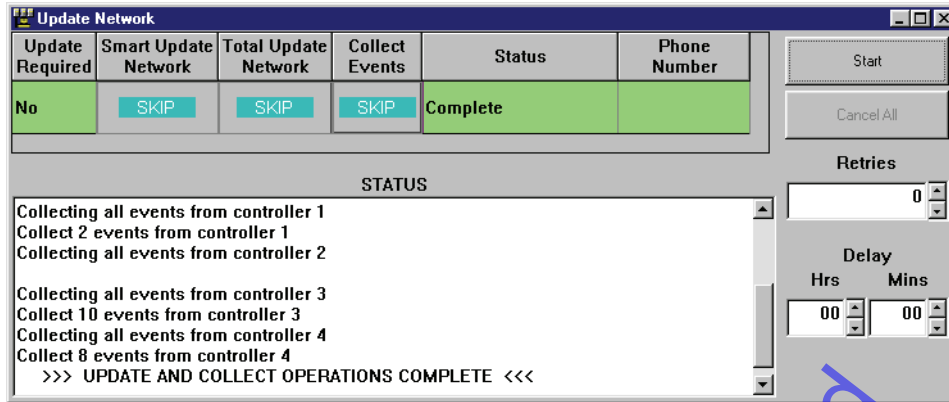 Update Network
Update Required
Smart Update Network
Total Update Network
Collect Events
Status
Phone Number
No
SKIP
SKIP
SKIP
Complete
Start
Cancel All
Retries
0
Delay
Hrs Mins
00 00
STATUS
Collecting all events from controller 1
Collect 2 events from controller 1
Collecting all events from controller 2
Collecting all events from controller 3
Collect 10 events from controller 3
Collecting all events from controller 4
Collect 8 events from controller 4
>>> UPDATE AND COLLECT OPERATIONS COMPLETE <<<